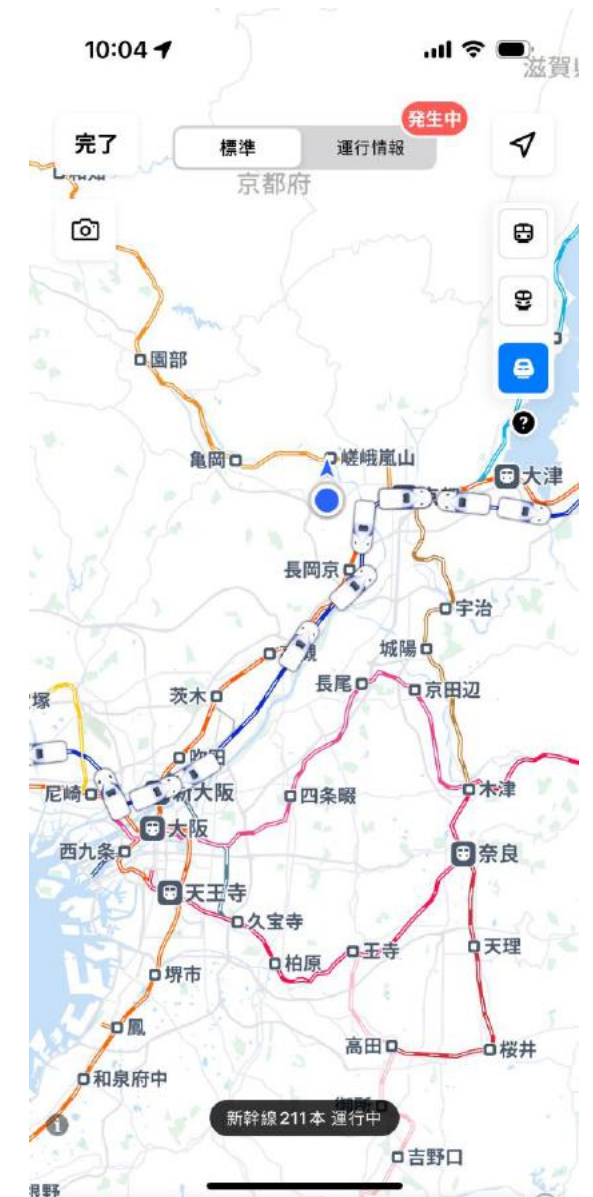 10:04
滋賀県
発生中
完了
標準
運行情報
京都府
園部
亀岡
嵯峨嵐山
大津
長岡京
宇治
城陽
長尾
京田辺
茨木
塚
吹田
尼崎
新大阪
四条畷
木津
大阪
西九条
奈良
天王寺
久宝寺
柏原
王寺
天理
堺市
鳳
高田
桜井
和泉府中
御所
新幹線211本 運行中
吉野口
根野